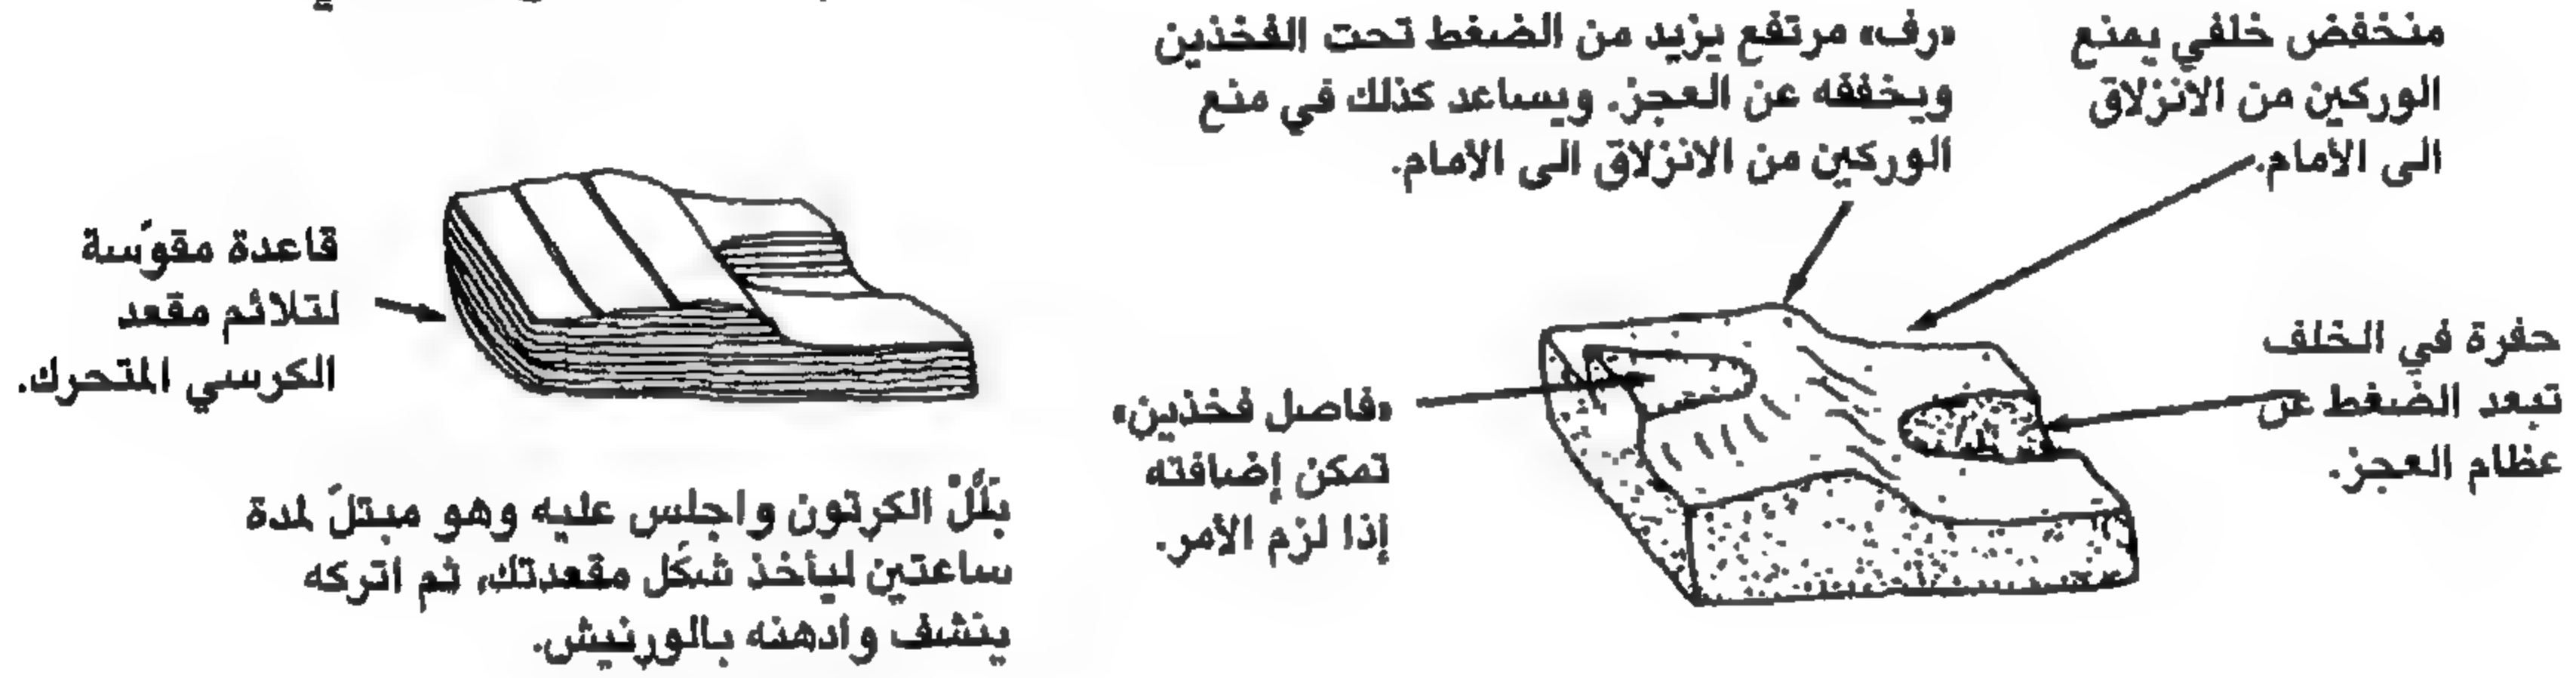 منخفض خلفي يمنع
الوركين من الانزلاق
الى الأمام.
«رف» مرتفع يزيد من الضغط تحت الفخذين
ويخففه عن العجز. ويساعد كذلك في منع
الوركين من الانزلاق الى الأمام.
حفرة في الخلف
تبعد الضغط عن
عظام العجز.
«فاصل فخذين»
تمكن إضافته
إذا لزم الأمر.
قاعدة مقوّسة
لتلائم مقعد
الكرسي المتحرك.
بلّلْ الكرتون واجلس عليه وهو مبتلّ لمدة
ساعتين ليأخذ شكل مقعدتك، ثم اتركه
ينشف وادهنه بالورنيش.